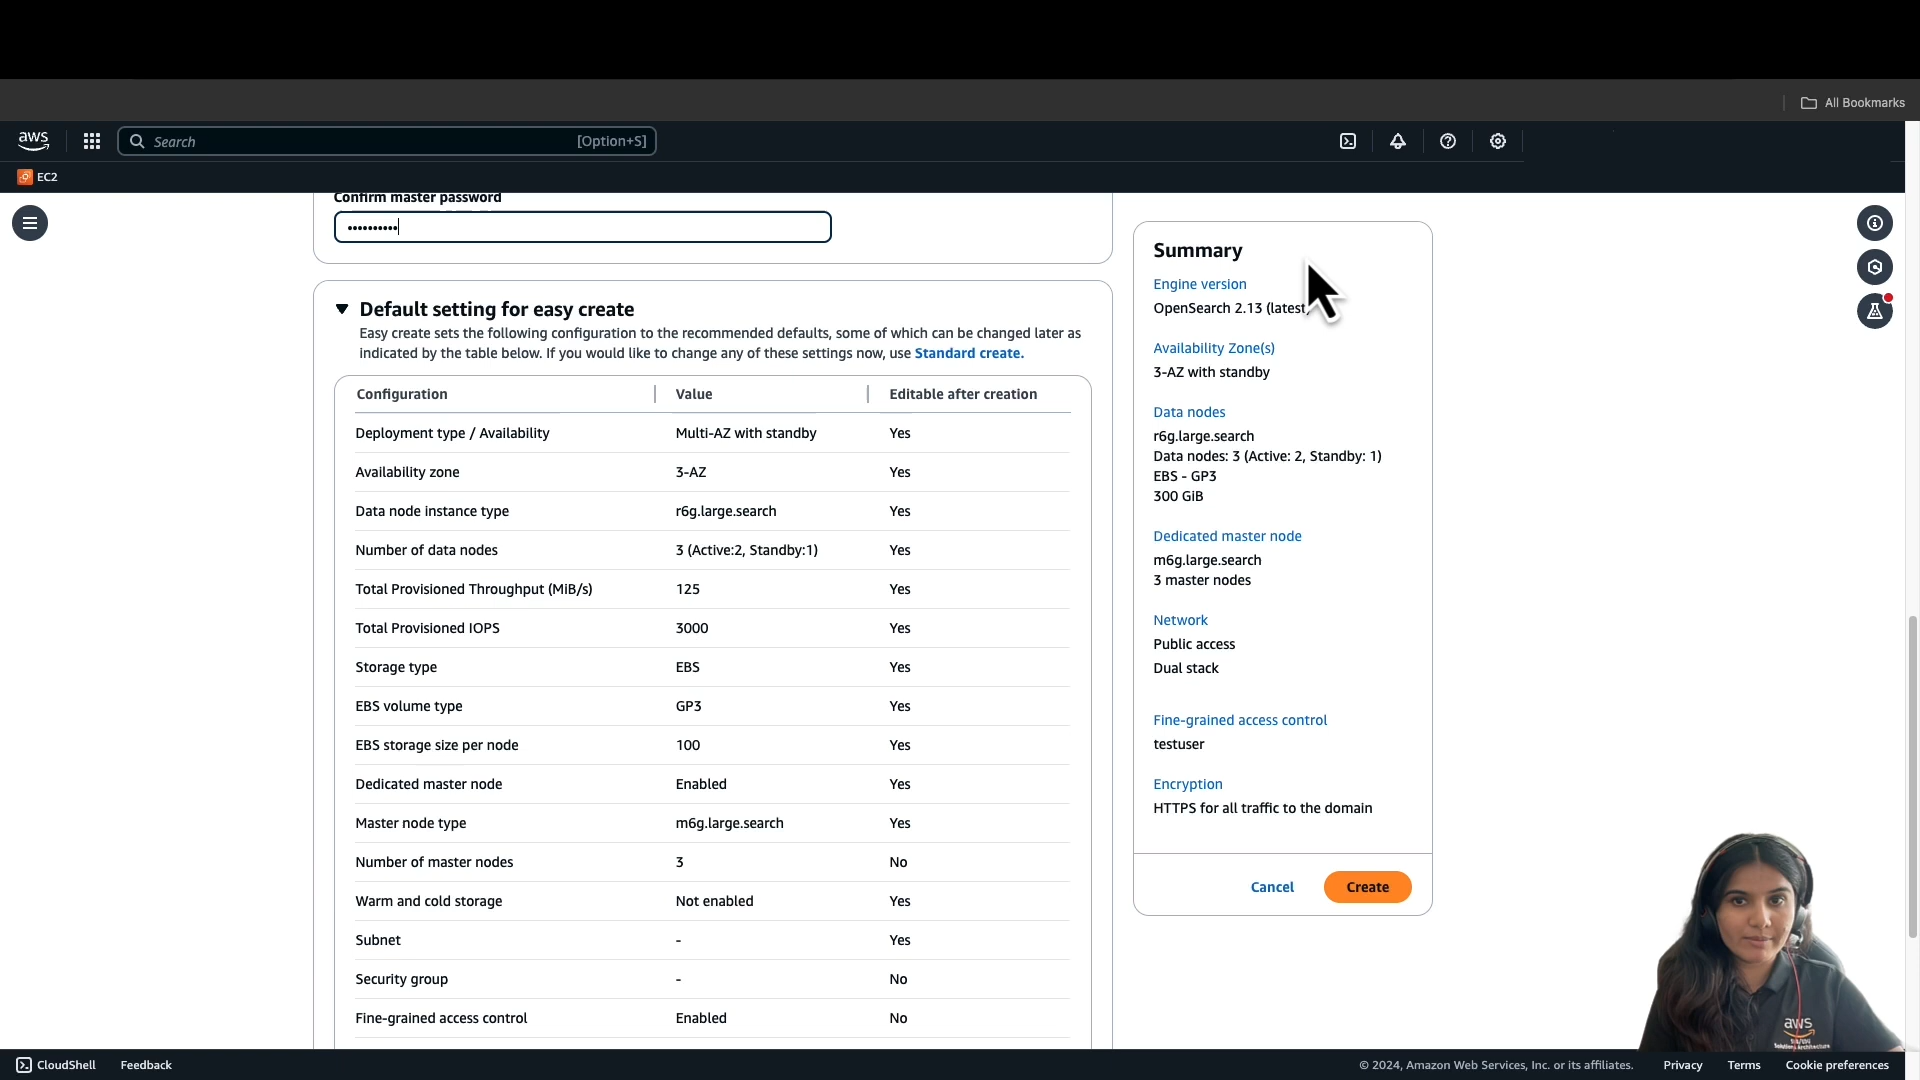 All Bookmarks
aws
Search
[Option+S]
EC2
Confirm master password
••••••••••
Default setting for easy create
Easy create sets the following configuration to the recommended defaults, some of which can be changed later as
indicated by the table below. If you would like to change any of these settings now, use Standard create.
Configuration Value Editable after creation
Deployment type / Availability Multi-AZ with standby Yes
Availability zone 3-AZ Yes
Data node instance type r6g.large.search Yes
Number of data nodes 3 (Active:2, Standby:1) Yes
Total Provisioned Throughput (MiB/s) 125 Yes
Total Provisioned IOPS 3000 Yes
Storage type EBS Yes
EBS volume type GP3 Yes
EBS storage size per node 100 Yes
Dedicated master node Enabled Yes
Master node type m6g.large.search Yes
Number of master nodes 3 No
Warm and cold storage Not enabled Yes
Subnet - Yes
Security group - No
Fine-grained access control Enabled No
Summary
Engine version
OpenSearch 2.13 (latest)
Availability Zone(s)
3-AZ with standby
Data nodes
r6g.large.search
Data nodes: 3 (Active: 2, Standby: 1)
EBS - GP3
300 GiB
Dedicated master node
m6g.large.search
3 master nodes
Network
Public access
Dual stack
Fine-grained access control
testuser
Encryption
HTTPS for all traffic to the domain
Cancel
Create
aws
CloudShell
Feedback
© 2024, Amazon Web Services, Inc. or its affiliates.
Privacy
Terms
Cookie preferences